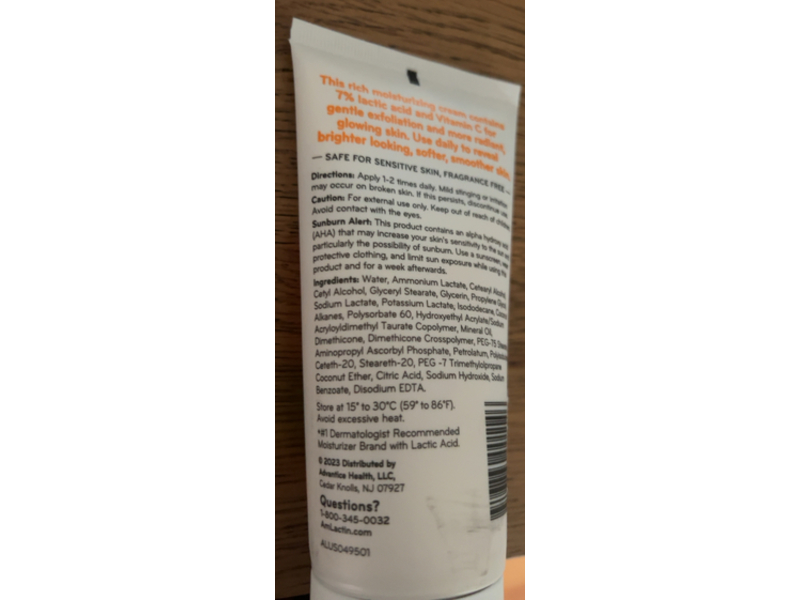 This rich moisturizing cream contains
7% lactic acid and Vitamin C for
gentle exfoliation and more radiant,
glowing skin. Use daily to reveal
brighter looking, softer, smoother skin.
— SAFE FOR SENSITIVE SKIN, FRAGRANCE FREE —
Directions: Apply 1-2 times daily. Mild stinging or irritation
may occur on broken skin. If this persists, discontinue use.
Caution: For external use only. Keep out of reach of children.
Avoid contact with the eyes.
Sunburn Alert: This product contains an alpha hydroxy acid
(AHA) that may increase your skin's sensitivity to the sun and
particularly the possibility of sunburn. Use a sunscreen, wear
protective clothing, and limit sun exposure while using this
product and for a week afterwards.
Ingredients: Water, Ammonium Lactate, Cetearyl Alcohol,
Cetyl Alcohol, Glyceryl Stearate, Glycerin, Propylene Glycol,
Sodium Lactate, Potassium Lactate, Isododecane, Coconut
Alkanes, Polysorbate 60, Hydroxyethyl Acrylate/Sodium
Acryloyldimethyl Taurate Copolymer, Mineral Oil,
Dimethicone, Dimethicone Crosspolymer, PEG-75 Stearate,
Aminopropyl Ascorbyl Phosphate, Petrolatum,
Ceteth-20, Steareth-20, PEG -7 Trimethylolpropane
Coconut Ether, Citric Acid, Sodium Hydroxide, Sodium
Benzoate, Disodium EDTA.
Store at 15° to 30°C (59° to 86°F).
Avoid excessive heat.
*#1 Dermatologist Recommended
Moisturizer Brand with Lactic Acid.
© 2023 Distributed by
Advantice Health, LLC,
Cedar Knolls, NJ 07927
Questions?
1-800-345-0032
AmLactin.com
ALUS049501